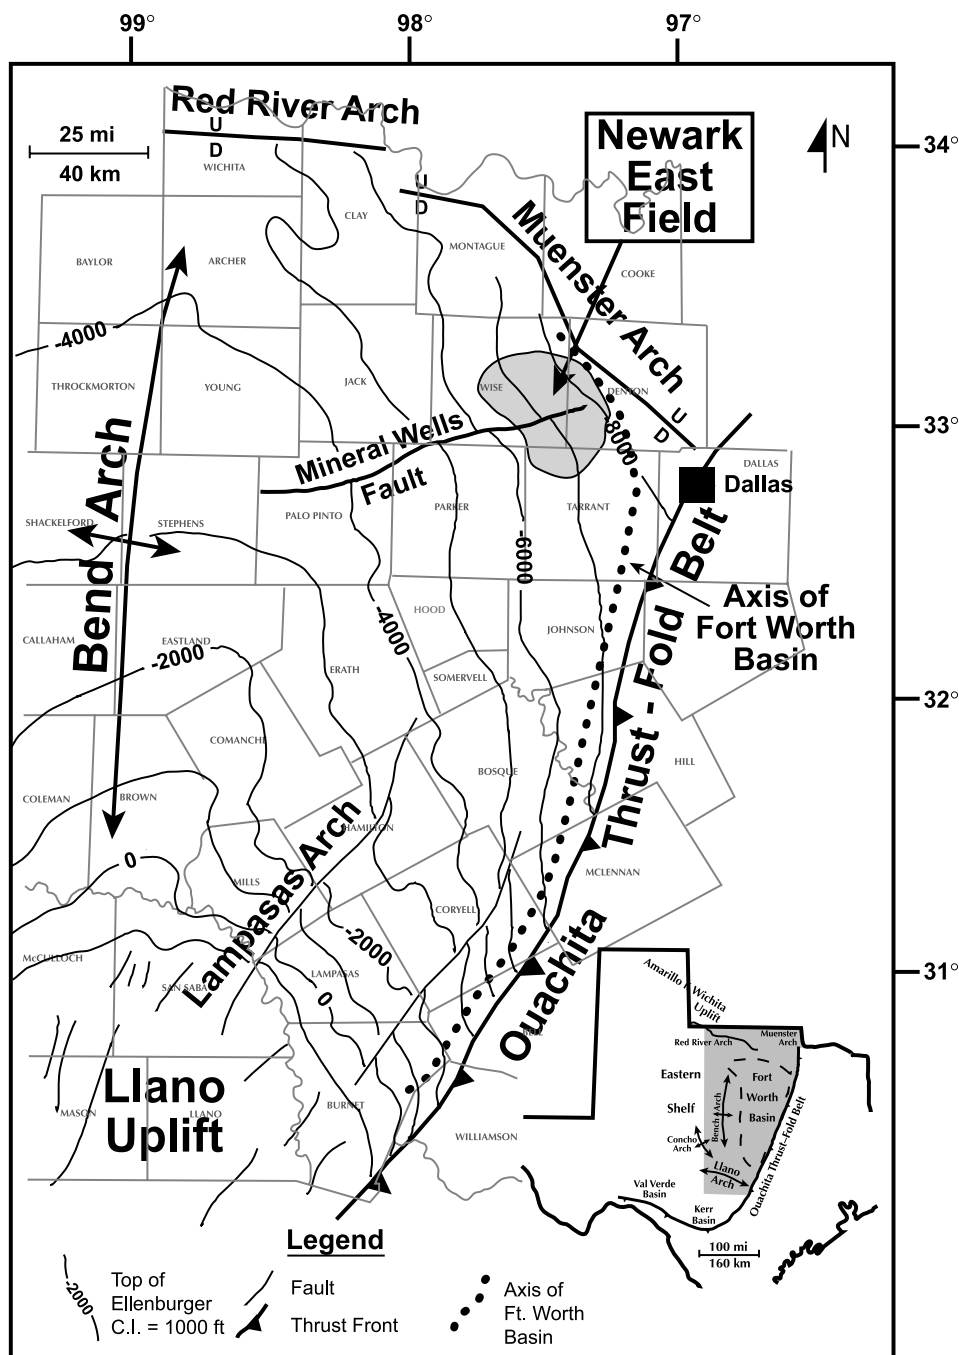 99°
98°
97°
Red River Arch
U
D
25 mi
40 km
Newark
East
Field
N
34°
WICHITA
CLAY
U
D
MONTAGUE
Muenster Arch
COOKE
BAYLOR
ARCHER
-4000
THROCKMORTON
YOUNG
JACK
WISE
DENTON
U
D
33°
-8000
Mineral Wells
Fault
Bend Arch
DALLAS
Dallas
SHACKELFORD
STEPHENS
PALO PINTO
PARKER
TARRANT
-6000
Axis of
Fort Worth
Basin
CALLAHAM
EASTLAND
-2000
-4000
HOOD
JOHNSON
ERATH
SOMERVELL
32°
COMANCHE
BOSQUE
HILL
COLEMAN
BROWN
HAMILTON
0
MILLS
Lampasas Arch
MCLENNAN
CORYELL
-2000
Ouachita Thrust - Fold Belt
McCULLOCH
SAN SABA
LAMPASAS
0
31°
BELL
Llano
Uplift
MASON
LLANO
BURNET
WILLIAMSON
Amarillo / Wichita
Uplift
Red River Arch
Muenster
Arch
Eastern
Shelf
Fort
Worth
Basin
Bench Arch
Concho
Arch
Llano
Arch
Ouachita Thrust–Fold Belt
Val Verde
Basin
Kerr
Basin
100 mi
160 km
Legend
-2000
Top of
Ellenburger
C.I. = 1000 ft
Fault
Thrust Front
Axis of
Ft. Worth
Basin